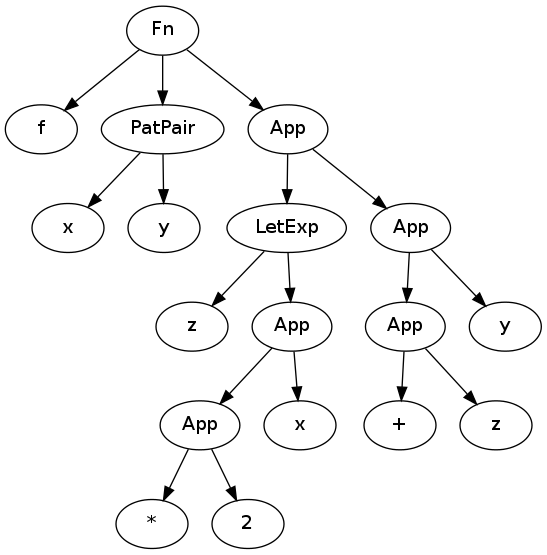 Fn
f PatPair App
x y LetExp App
z App App y
App x + z
* 2